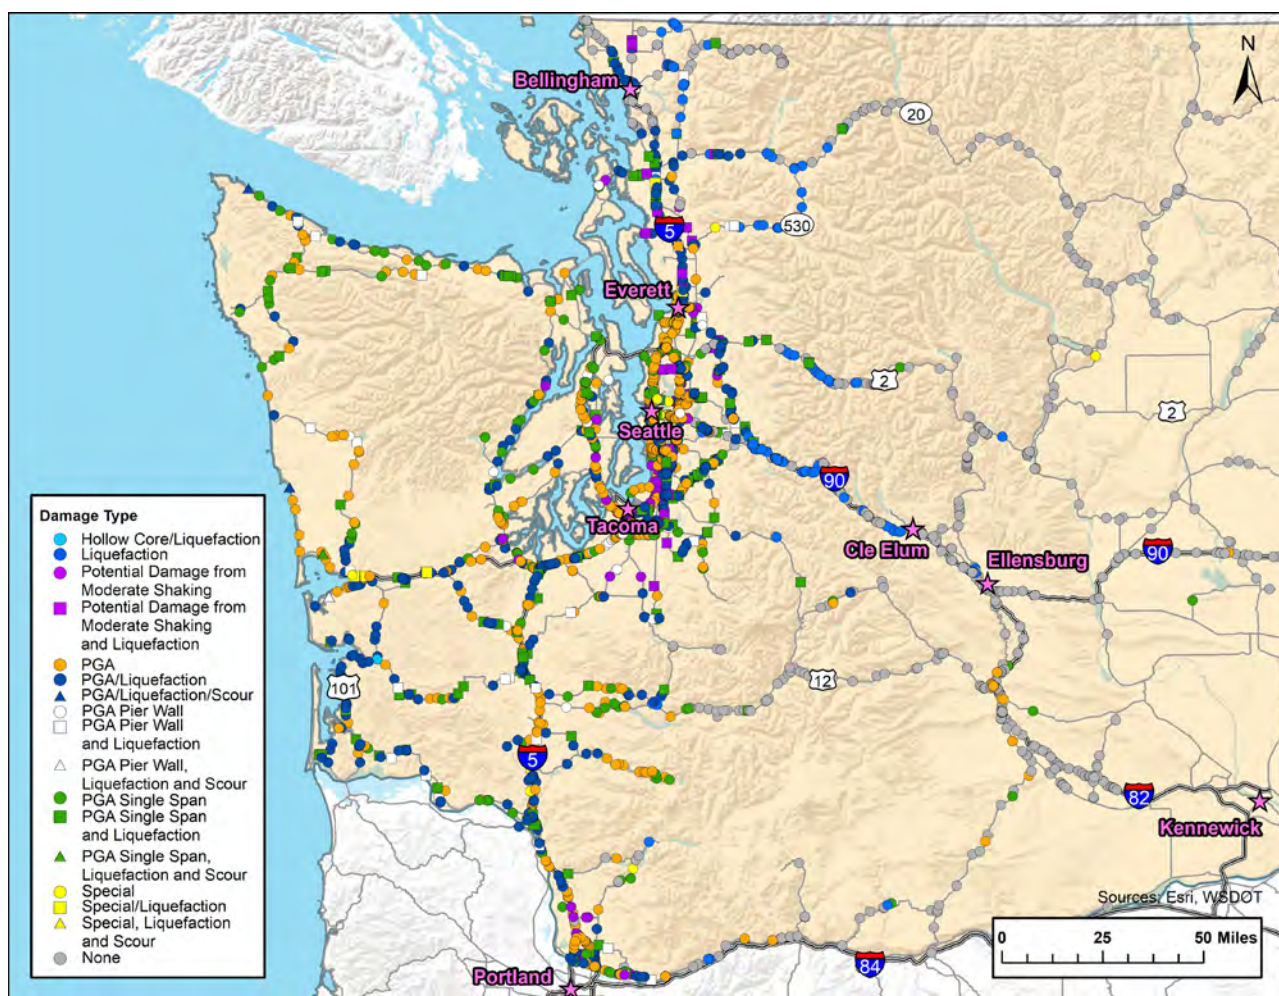 N
Bellingham
20
5
530
Everett
2
2
Seattle
90
Tacoma
Cle Elum
Ellensburg
90
101
12
5
82
Kennewick
84
Portland
Damage Type
Hollow Core/Liquefaction
Liquefaction
Potential Damage from
Moderate Shaking
Potential Damage from
Moderate Shaking
and Liquefaction
PGA
PGA/Liquefaction
PGA/Liquefaction/Scour
PGA Pier Wall
PGA Pier Wall
and Liquefaction
PGA Pier Wall,
Liquefaction and Scour
PGA Single Span
PGA Single Span
and Liquefaction
PGA Single Span,
Liquefaction and Scour
Special
Special/Liquefaction
Special, Liquefaction
and Scour
None
Sources: Esri, WSDOT
0 25 50 Miles